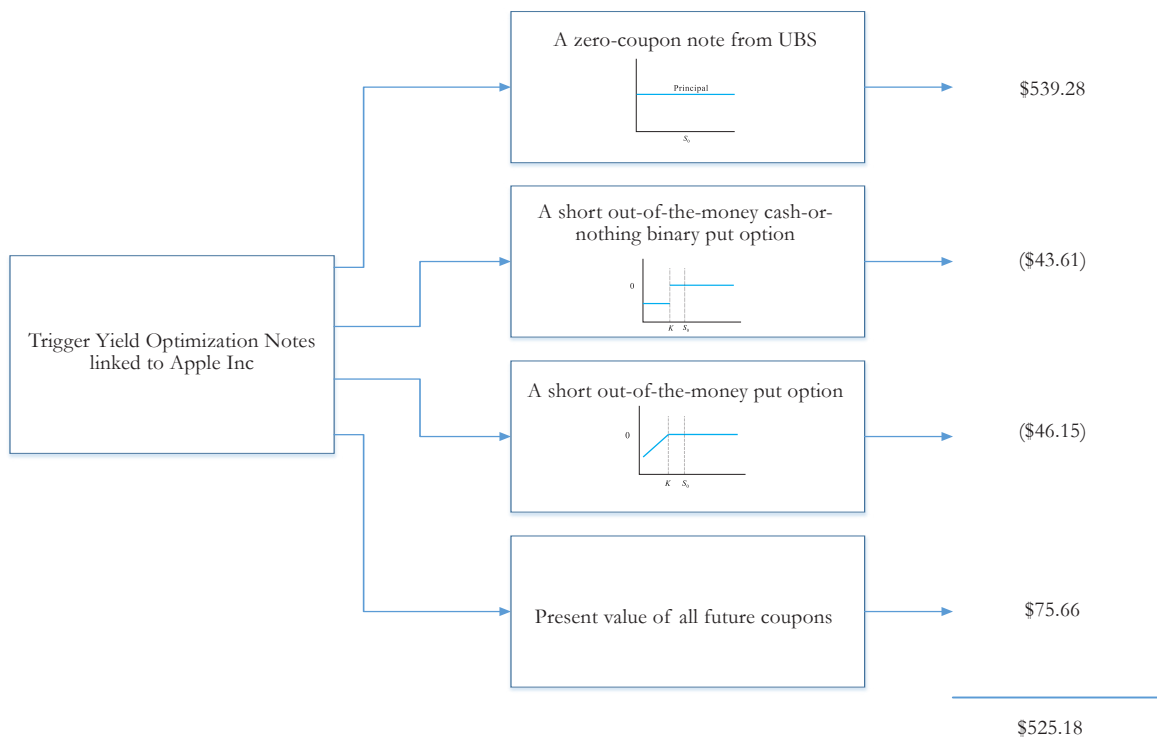 A zero-coupon note from UBS
Principal
S₀
$539.28
A short out-of-the-money cash-or-
nothing binary put option
0
K
S₀
($43.61)
Trigger Yield Optimization Notes
linked to Apple Inc
A short out-of-the-money put option
0
K
S₀
($46.15)
Present value of all future coupons
$75.66
$525.18